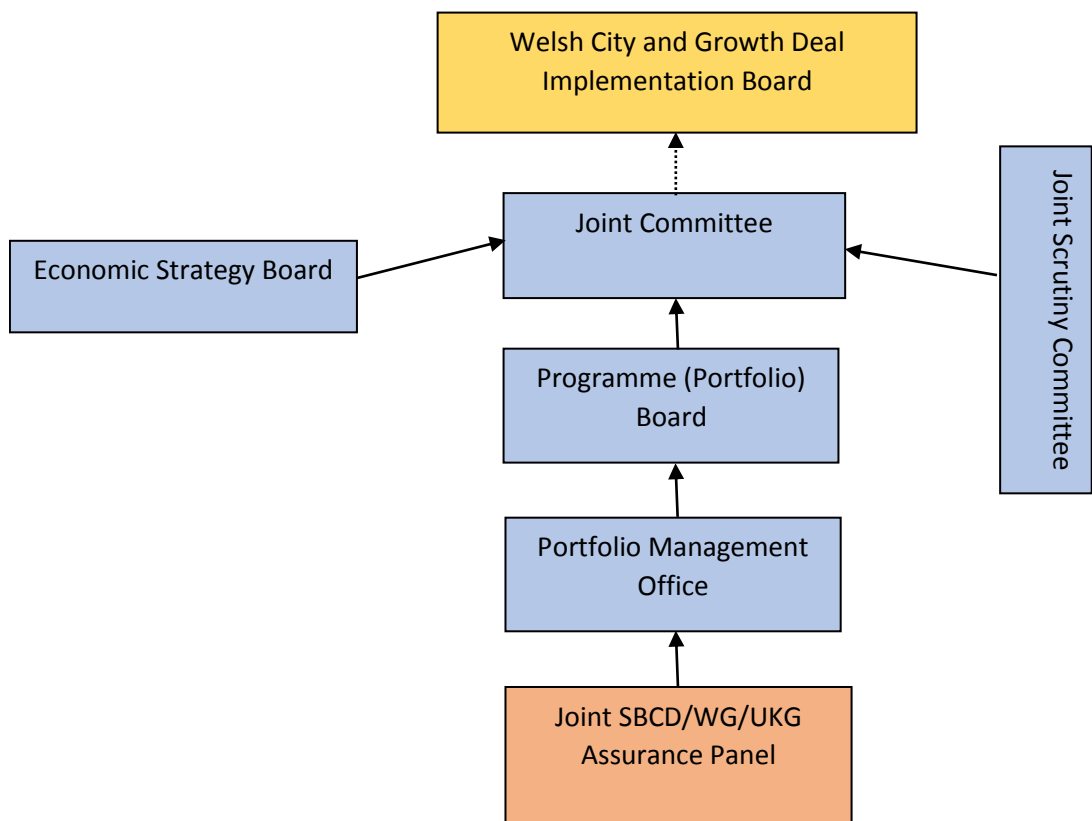 Welsh City and Growth Deal
Implementation Board
Joint Committee
Economic Strategy Board
Joint Scrutiny Committee
Programme (Portfolio)
Board
Portfolio Management
Office
Joint SBCD/WG/UKG
Assurance Panel